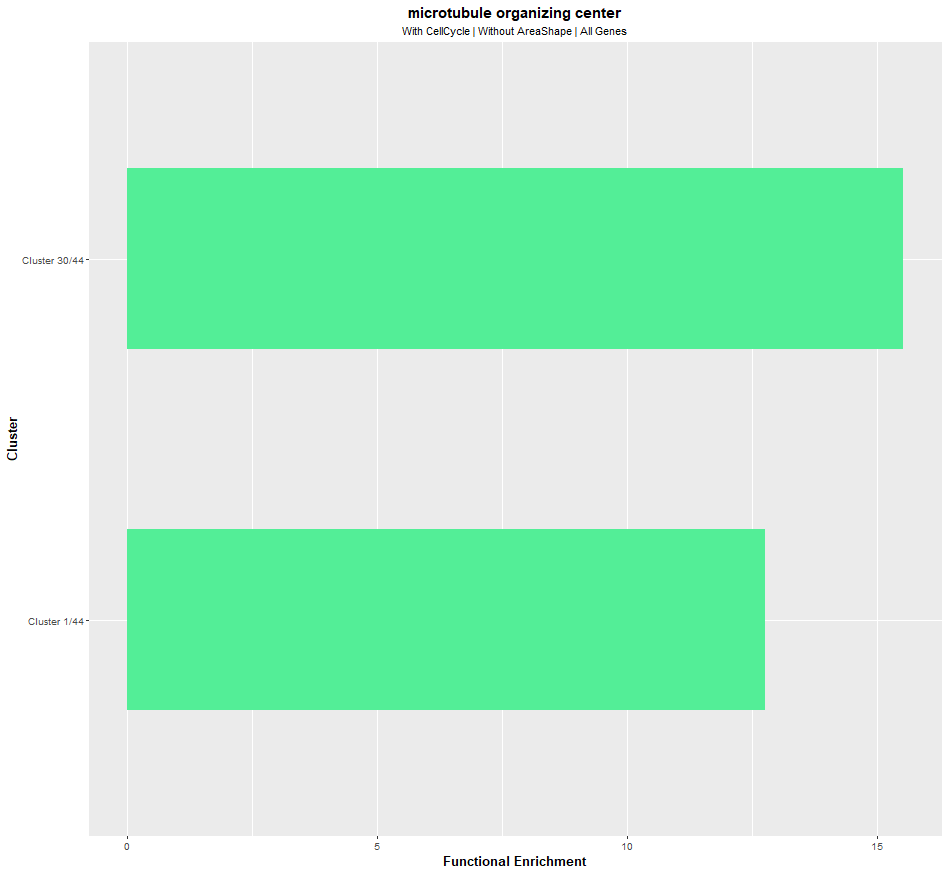 microtubule organizing center
With CellCycle | Without AreaShape | All Genes
Cluster 30/44
Cluster
Cluster 1/44
0 5 10 15
Functional Enrichment